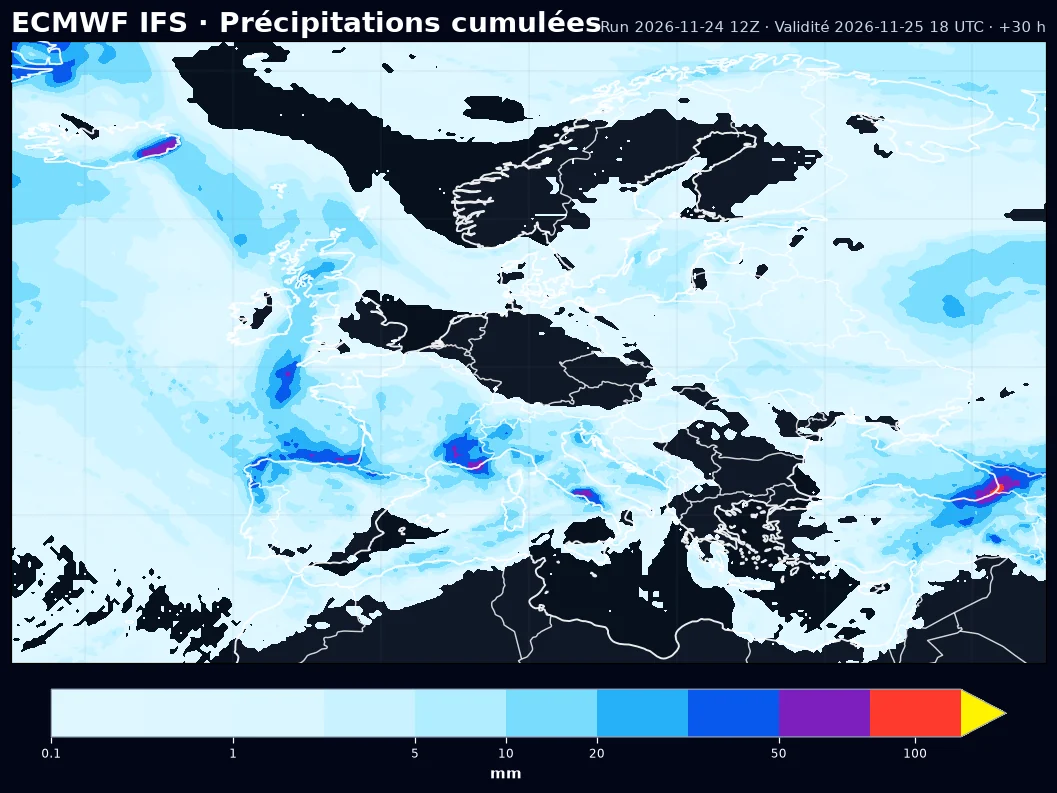 ECMWF IFS · Précipitations cumulées
Run 2026-11-24 12Z · Validité 2026-11-25 18 UTC · +30 h
0.1 1 5 10 20 50 100
mm